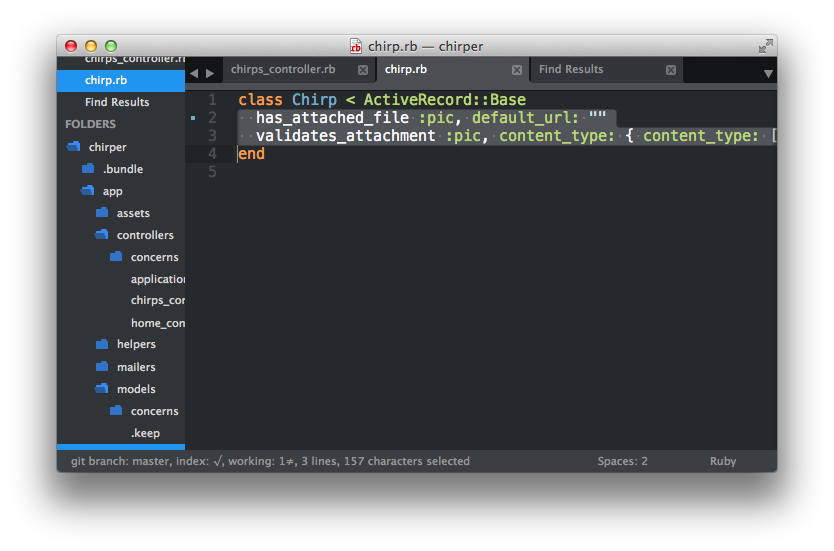 chirp.rb — chirper
chirps_controller.rb
chirp.rb
Find Results
FOLDERS
chirper
.bundle
app
assets
controllers
concerns
application
chirps_con
home_con
helpers
mailers
models
concerns
.keep
chirps_controller.rb
chirp.rb
Find Results
1 class Chirp < ActiveRecord::Base
2 has_attached_file :pic, default_url: ""
3 validates_attachment :pic, content_type: { content_type: [
4 end
5
git branch: master, index: √, working: 1≠, 3 lines, 157 characters selected
Spaces: 2
Ruby